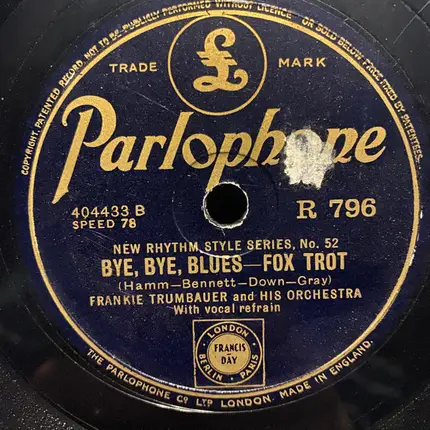 COPYRIGHT. PATENTED RECORD. NOT TO BE PUBLICLY PERFORMED WITHOUT LICENCE
OR SOLD BELOW PRICE FIXED BY PATENTEES.
TRADE MARK
£
Parlophone
404433 B
SPEED 78
R 796
NEW RHYTHM STYLE SERIES, No. 52
BYE, BYE, BLUES—FOX TROT
(Hamm—Bennett—Down—Gray)
FRANKIE TRUMBAUER and HIS ORCHESTRA
With vocal refrain
LONDON
FRANCIS
& DAY
BERLIN · PARIS
THE PARLOPHONE CO LTD LONDON. MADE IN ENGLAND.